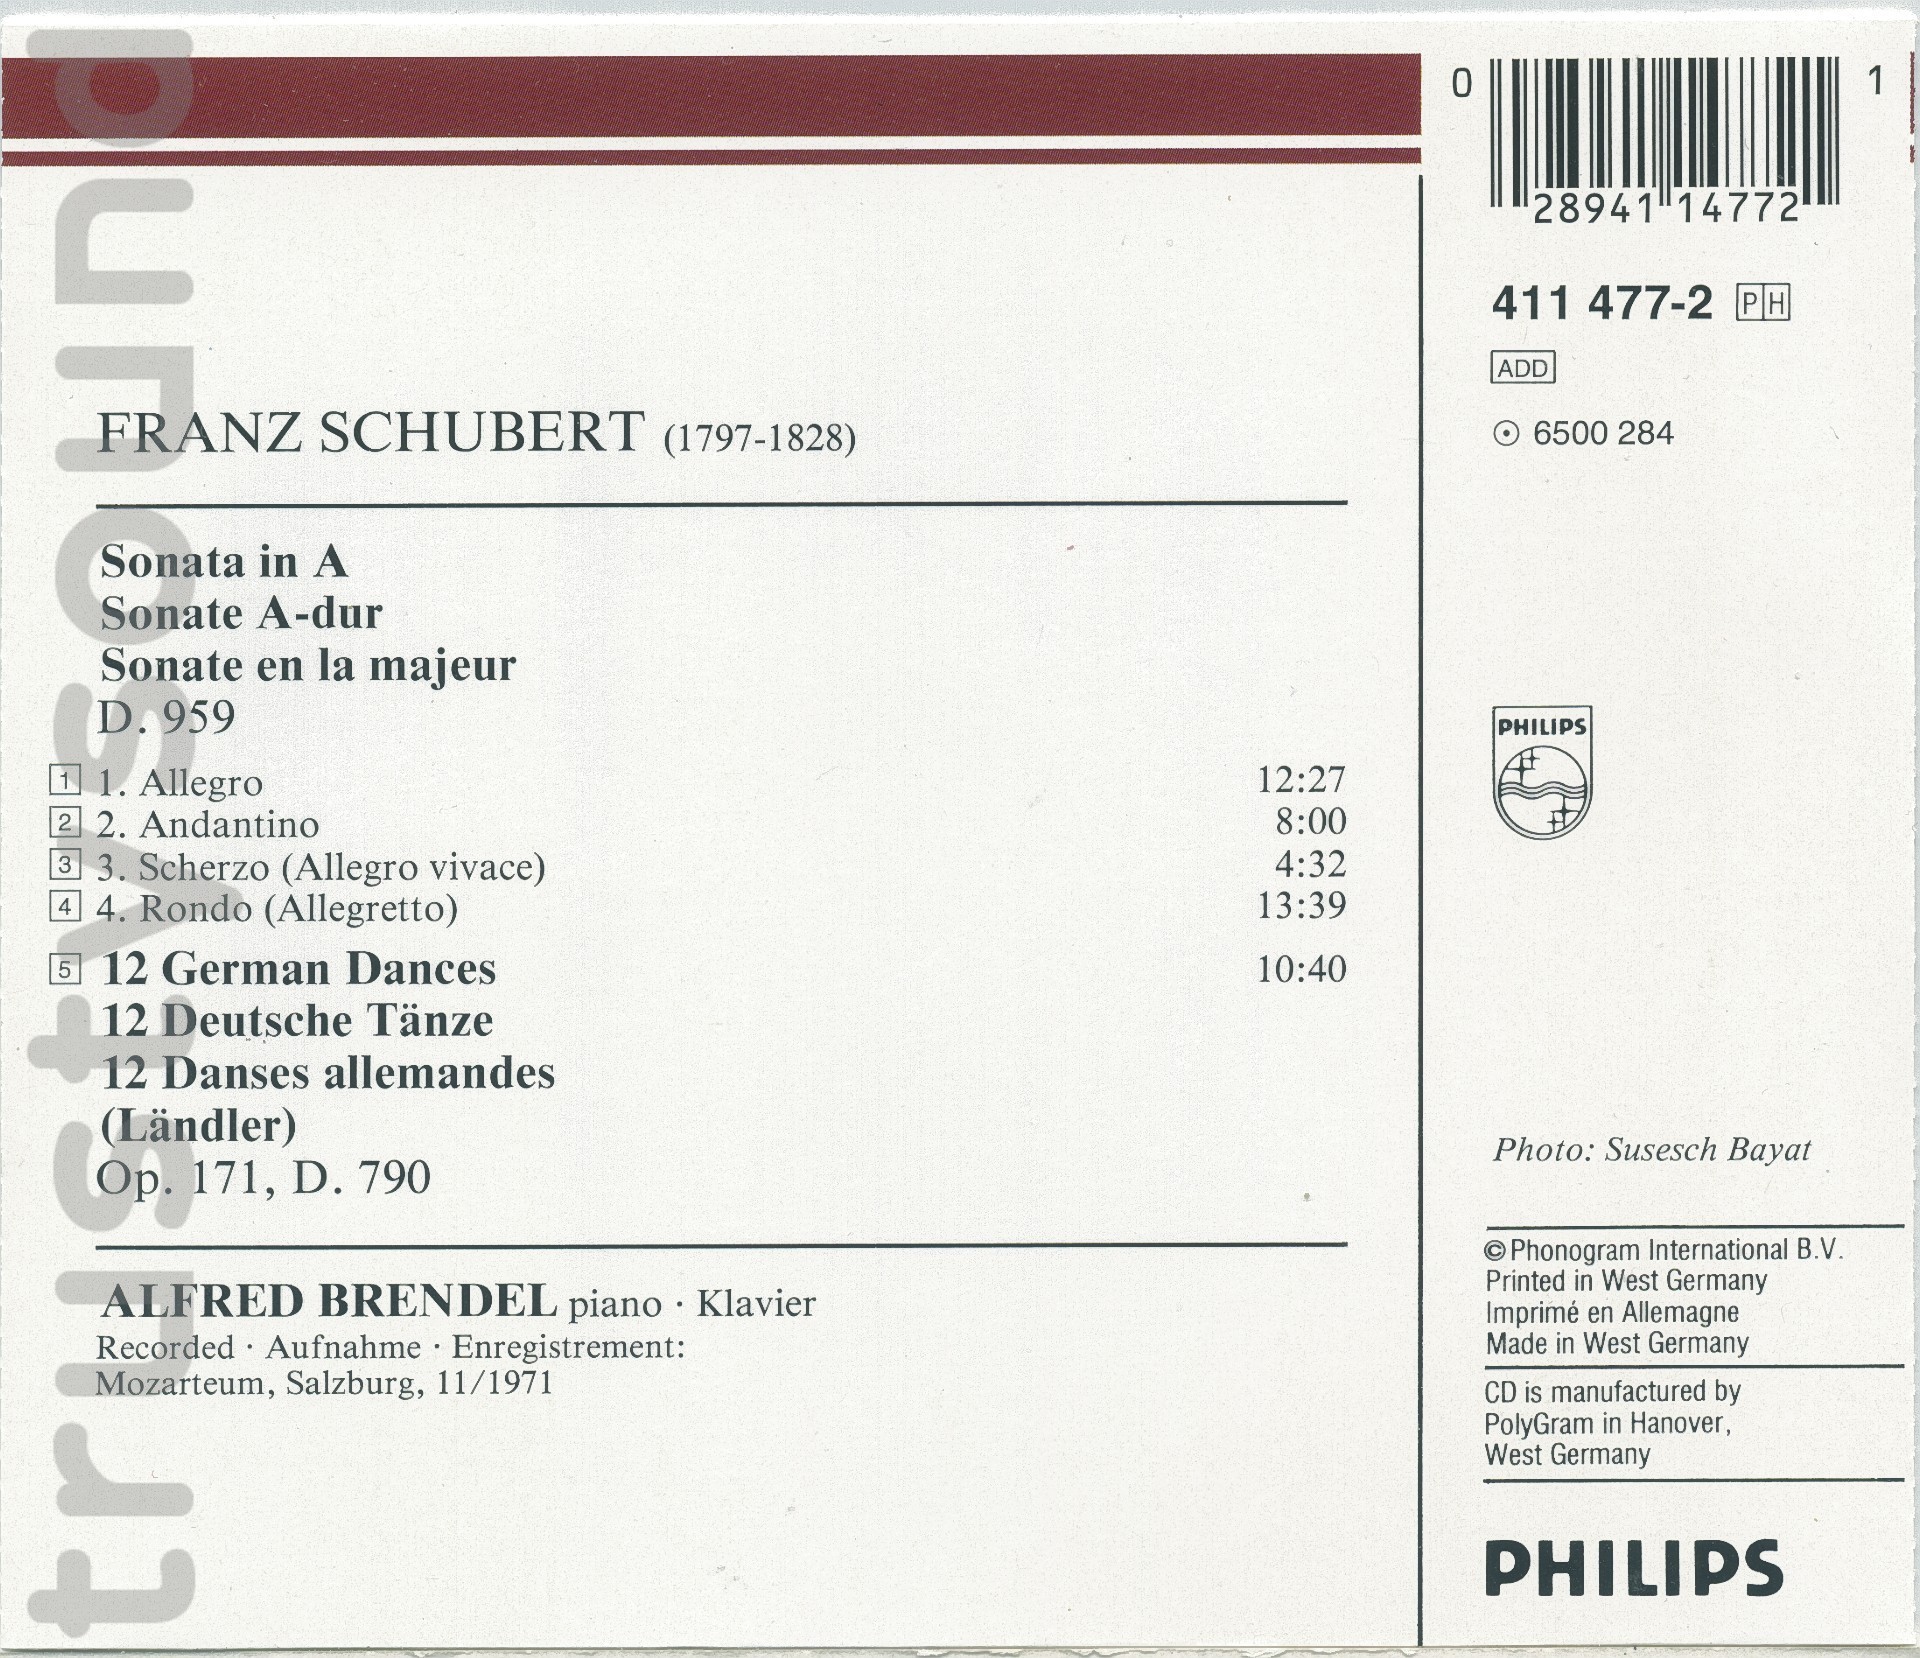 0 28941 14772 1
411 477-2 PH
ADD
6500 284
FRANZ SCHUBERT (1797-1828)
Sonata in A
Sonate A-dur
Sonate en la majeur
D. 959
1 1. Allegro 12:27
2 2. Andantino 8:00
3 3. Scherzo (Allegro vivace) 4:32
4 4. Rondo (Allegretto) 13:39
5 12 German Dances 10:40
12 Deutsche Tänze
12 Danses allemandes
(Ländler)
Op. 171, D. 790
ALFRED BRENDEL piano · Klavier
Recorded · Aufnahme · Enregistrement:
Mozarteum, Salzburg, 11/1971
PHILIPS
Photo: Susesch Bayat
© Phonogram International B.V.
Printed in West Germany
Imprimé en Allemagne
Made in West Germany
CD is manufactured by
PolyGram in Hanover,
West Germany
PHILIPS
trustvsound